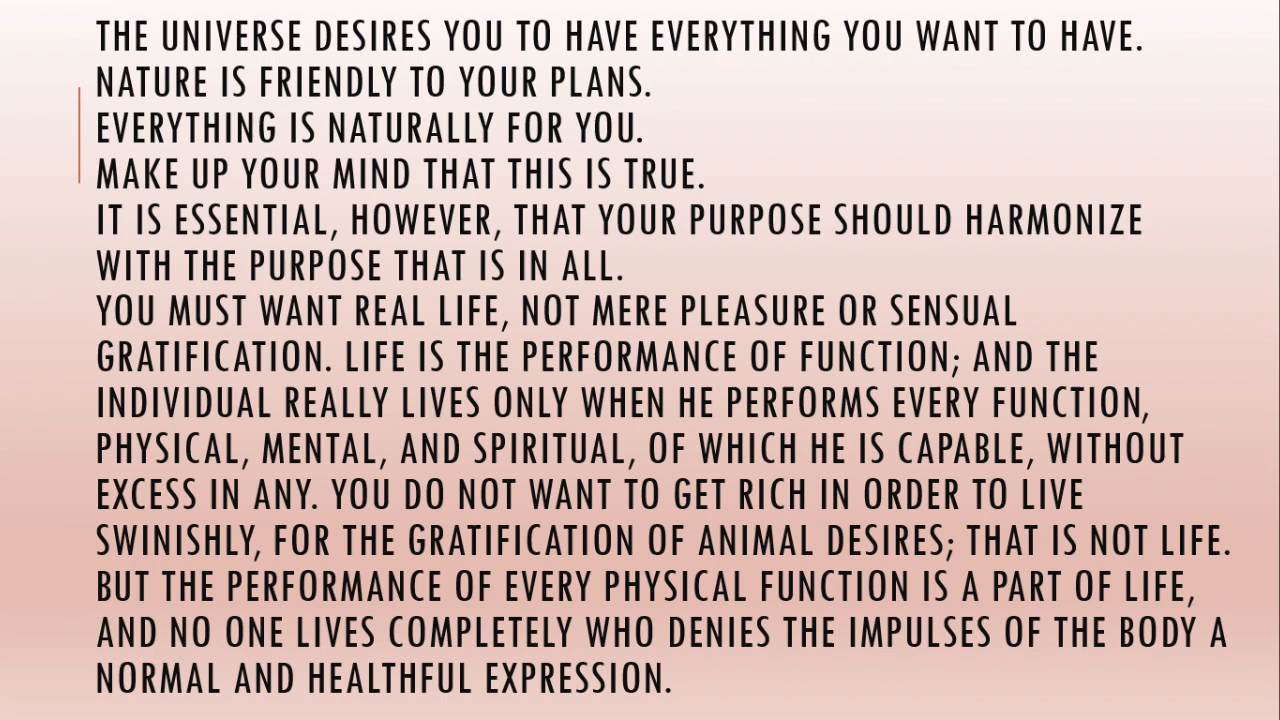 THE UNIVERSE DESIRES YOU TO HAVE EVERYTHING YOU WANT TO HAVE.
NATURE IS FRIENDLY TO YOUR PLANS.
EVERYTHING IS NATURALLY FOR YOU.
MAKE UP YOUR MIND THAT THIS IS TRUE.
IT IS ESSENTIAL, HOWEVER, THAT YOUR PURPOSE SHOULD HARMONIZE
WITH THE PURPOSE THAT IS IN ALL.
YOU MUST WANT REAL LIFE, NOT MERE PLEASURE OR SENSUAL
GRATIFICATION. LIFE IS THE PERFORMANCE OF FUNCTION; AND THE
INDIVIDUAL REALLY LIVES ONLY WHEN HE PERFORMS EVERY FUNCTION,
PHYSICAL, MENTAL, AND SPIRITUAL, OF WHICH HE IS CAPABLE, WITHOUT
EXCESS IN ANY. YOU DO NOT WANT TO GET RICH IN ORDER TO LIVE
SWINISHLY, FOR THE GRATIFICATION OF ANIMAL DESIRES; THAT IS NOT LIFE.
BUT THE PERFORMANCE OF EVERY PHYSICAL FUNCTION IS A PART OF LIFE,
AND NO ONE LIVES COMPLETELY WHO DENIES THE IMPULSES OF THE BODY A
NORMAL AND HEALTHFUL EXPRESSION.